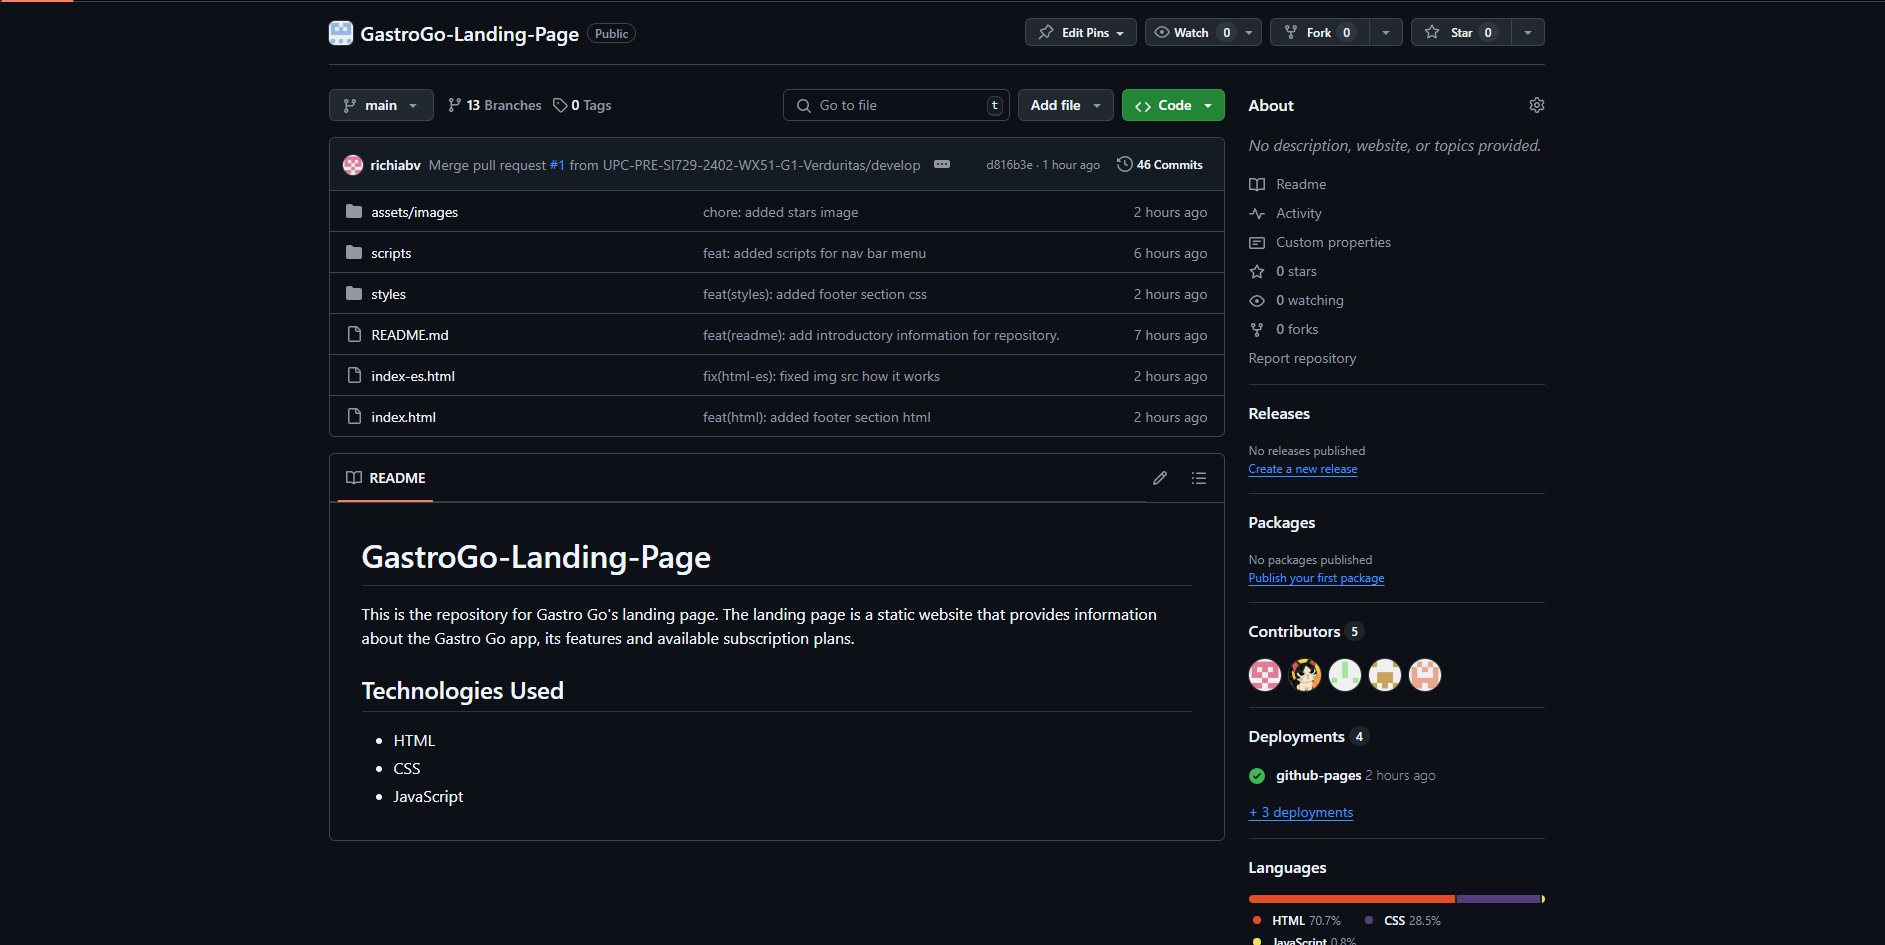 GastroGo-Landing-Page Public Edit Pins Watch 0 Fork 0 Star 0
main 13 Branches 0 Tags Go to file t Add file Code
richiabv Merge pull request #1 from UPC-PRE-SI729-2402-WX51-G1-Verduritas/develop d816b3e · 1 hour ago 46 Commits
assets/images chore: added stars image 2 hours ago
scripts feat: added scripts for nav bar menu 6 hours ago
styles feat(styles): added footer section css 2 hours ago
README.md feat(readme): add introductory information for repository. 7 hours ago
index-es.html fix(html-es): fixed img src how it works 2 hours ago
index.html feat(html): added footer section html 2 hours ago
README
GastroGo-Landing-Page
This is the repository for Gastro Go's landing page. The landing page is a static website that provides information
about the Gastro Go app, its features and available subscription plans.
Technologies Used
HTML
CSS
JavaScript
About
No description, website, or topics provided.
Readme
Activity
Custom properties
0 stars
0 watching
0 forks
Report repository
Releases
No releases published
Create a new release
Packages
No packages published
Publish your first package
Contributors 5
Deployments 4
github-pages 2 hours ago
+ 3 deployments
Languages
HTML 70.7% CSS 28.5%
JavaScript 0.8%